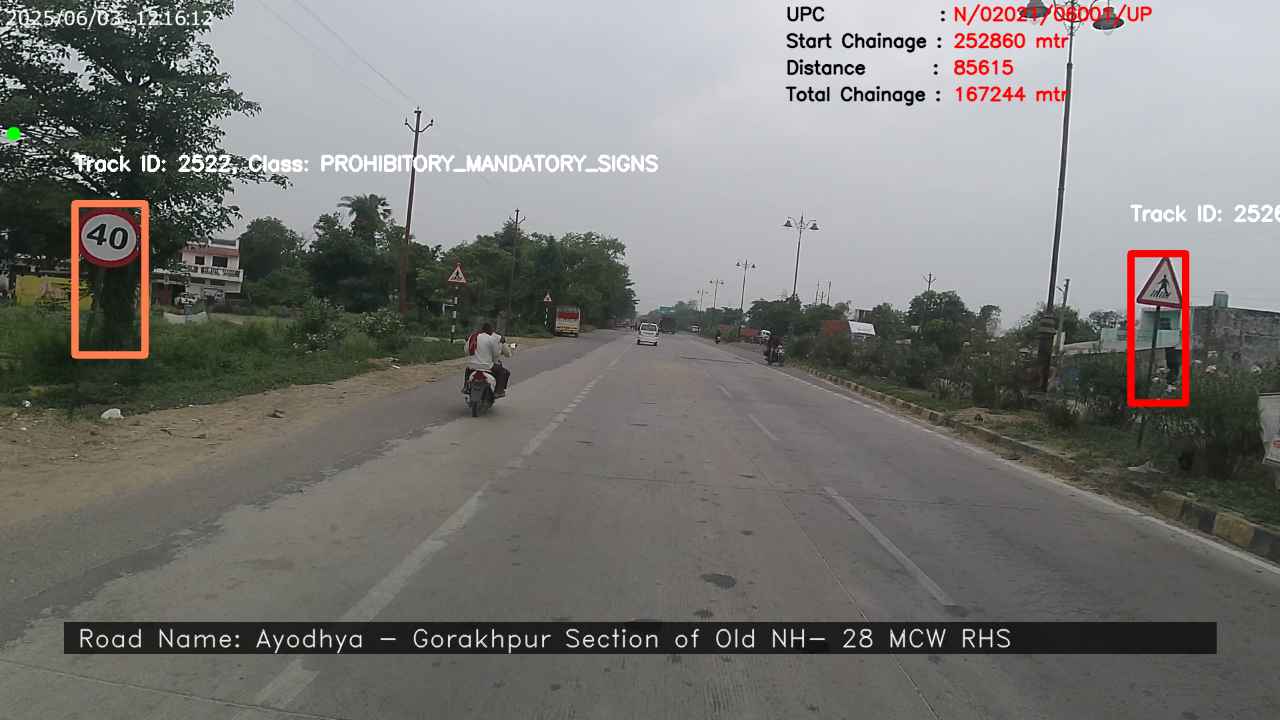 2025/06/03, 12:16:12
UPC : N/02021/06001/UP
Start Chainage : 252860 mtr
Distance : 85615
Total Chainage : 167244 mtr
Track ID: 2522, Class: PROHIBITORY_MANDATORY_SIGNS
Track ID: 2526
40
Road Name: Ayodhya - Gorakhpur Section of Old NH- 28 MCW RHS